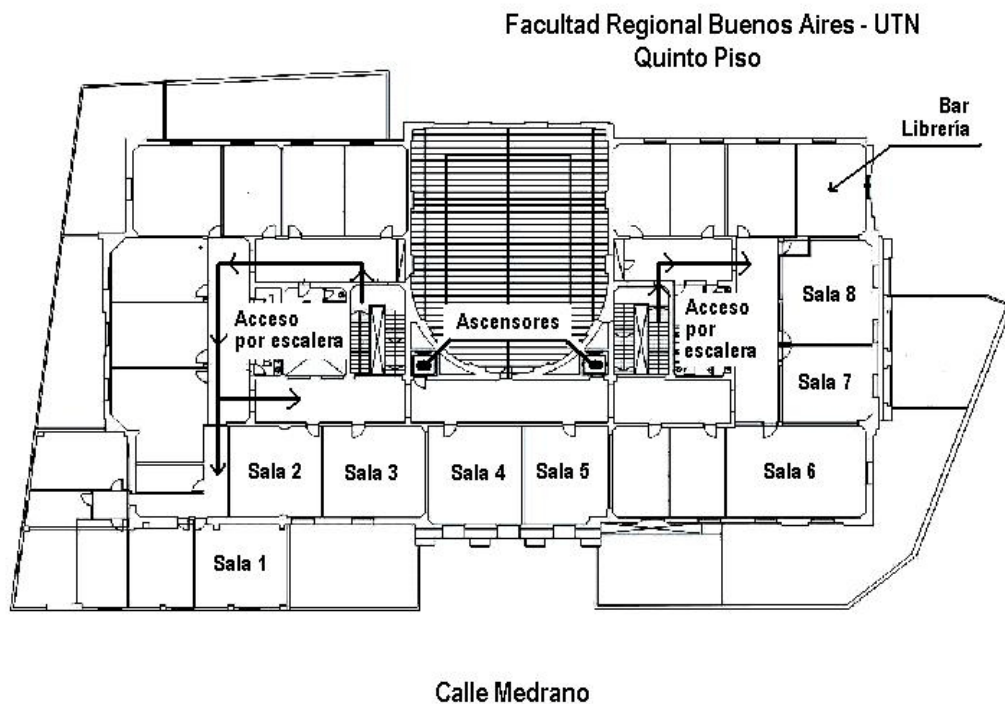 Facultad Regional Buenos Aires - UTN
Quinto Piso
Bar
Librería
Acceso
por escalera
Ascensores
Acceso
por
escalera
Sala 8
Sala 7
Sala 2
Sala 3
Sala 4
Sala 5
Sala 6
Sala 1
Calle Medrano